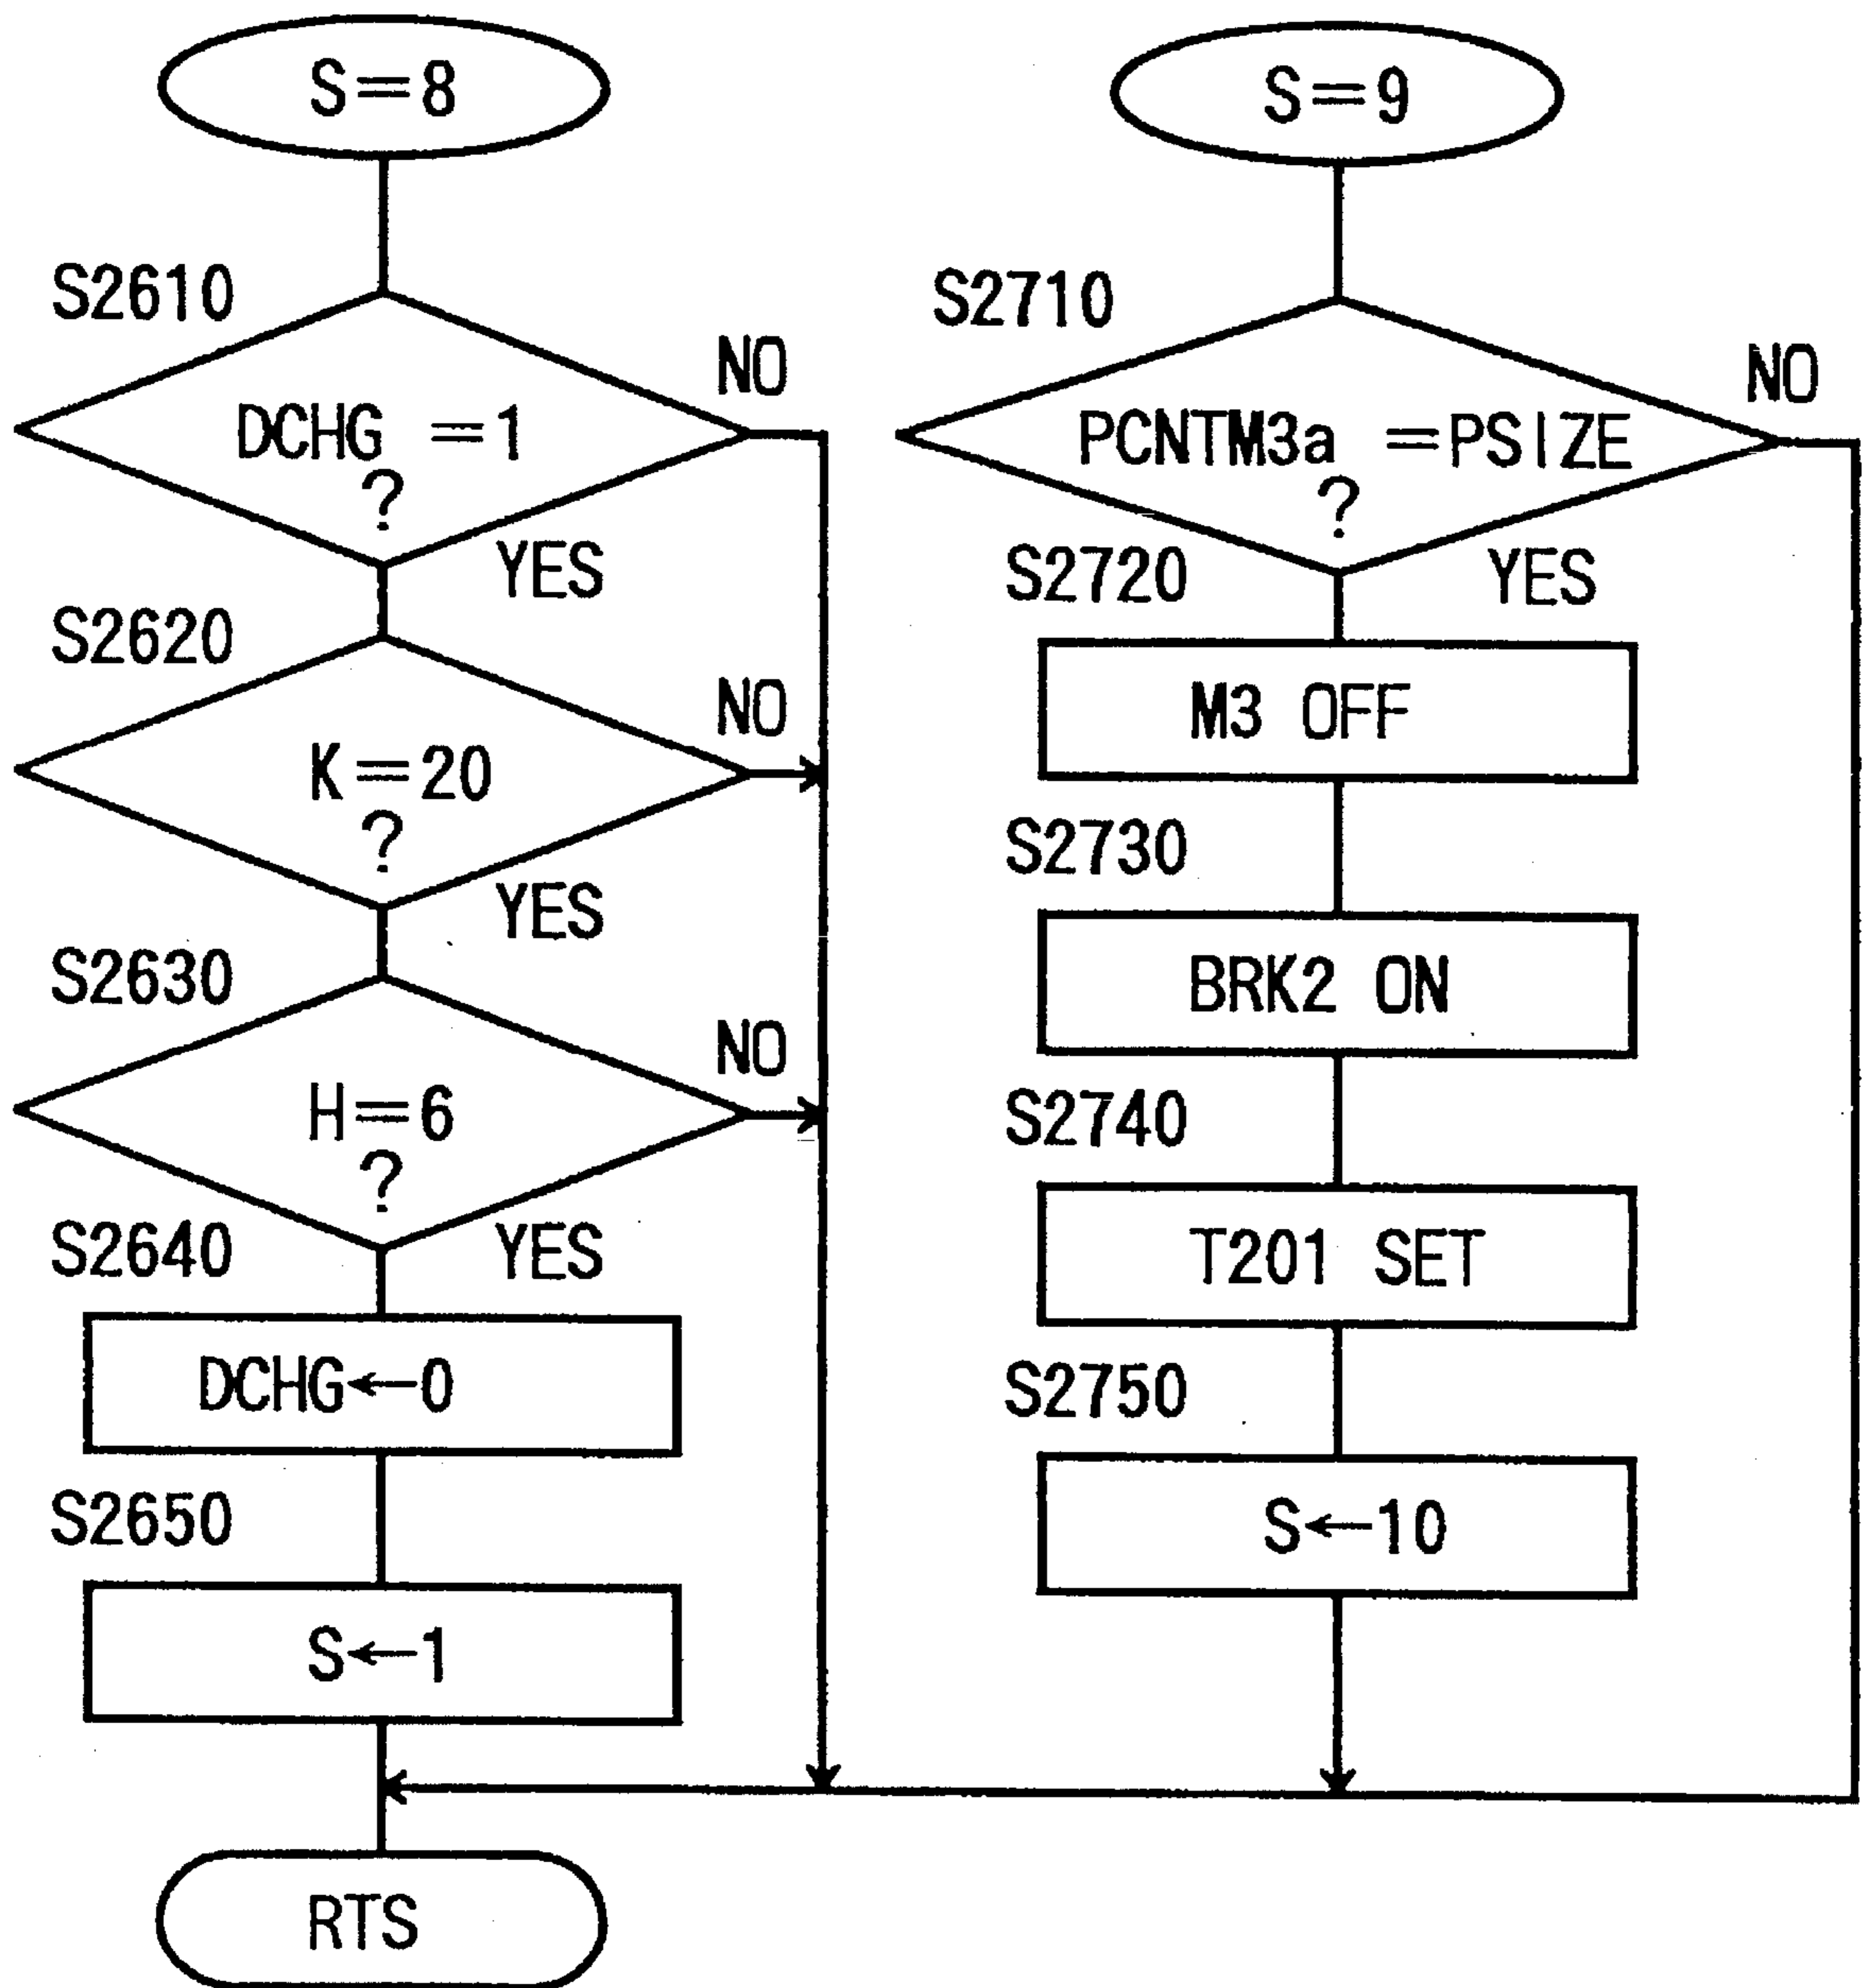 S=8
S2610
DCHG =1
?
NO
YES
S2620
K=20
?
NO
YES
S2630
H=6
?
NO
YES
S2640
DCHG←0
S2650
S←1
RTS
S=9
S2710
PCNTM3a =PSIZE
?
NO
YES
S2720
M3 OFF
S2730
BRK2 ON
S2740
T201 SET
S2750
S←10